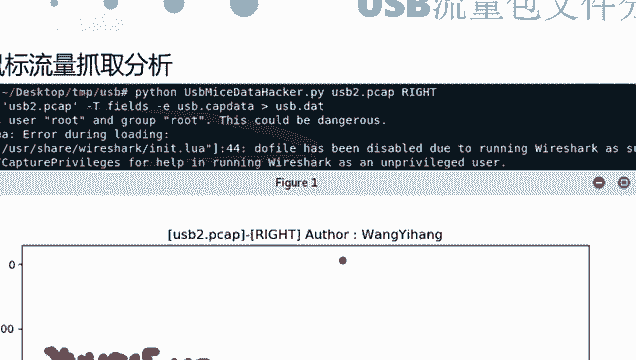 USB流量包文件分
鼠标流量抓取分析
~/Desktop/tmp/usb# python UsbMiceDataHacker.py usb2.pcap RIGHT
'usb2.pcap' -T fields -e usb.capdata > usb.dat
user "root" and group "root". This could be dangerous.
ua: Error during loading:
/usr/share/wireshark/init.lua"]:44: dofile has been disabled due to running Wireshark as su
/CapturePrivileges for help in running Wireshark as an unprivileged user.
Figure 1
[usb2.pcap]-[RIGHT] Author : WangYihang
0
00